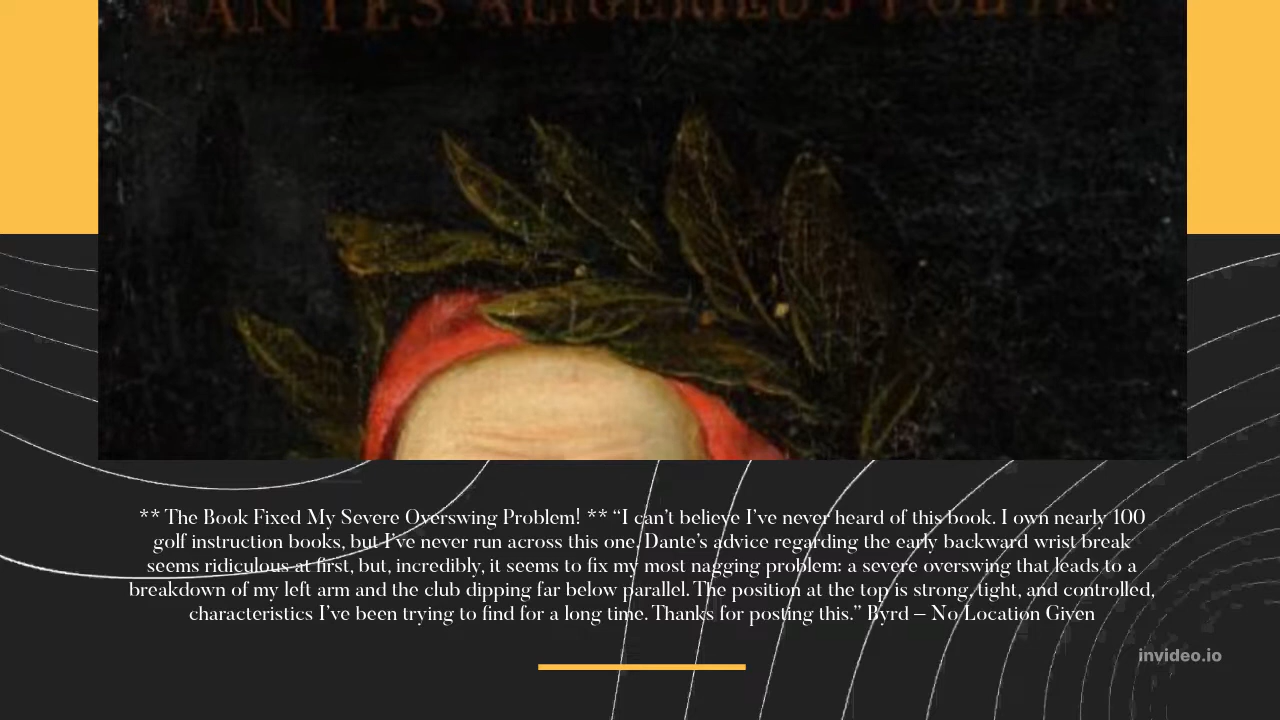 DANTES ALIGERIEUS POETA
** The Book Fixed My Severe Overswing Problem! ** “I can’t believe I’ve never heard of this book. I own nearly 100
golf instruction books, but I’ve never run across this one. Dante’s advice regarding the early backward wrist break
seems ridiculous at first, but, incredibly, it seems to fix my most nagging problem: a severe overswing that leads to a
breakdown of my left arm and the club dipping far below parallel. The position at the top is strong, tight, and controlled,
characteristics I’ve been trying to find for a long time. Thanks for posting this.” Byrd – No Location Given
invideo.io